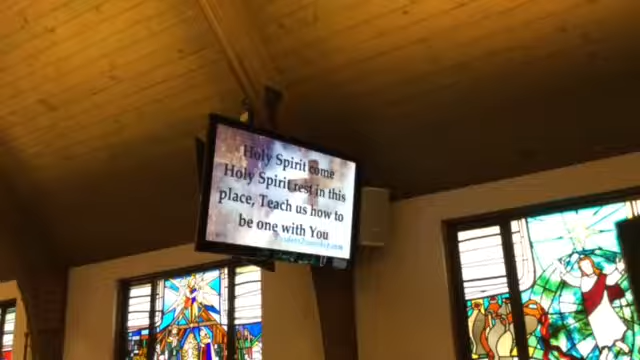 Holy Spirit come
Holy Spirit rest in this
place, Teach us how to
be one with You